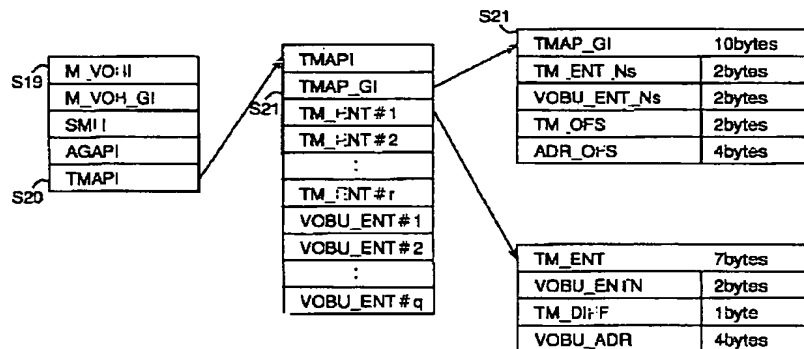 S19
M_VOBI
M_VOB_GI
SMLI
AGAPI
TMAPI
S20
TMAPI
TMAP_GI
S21
TM_ENT#1
TM_ENT#2
:
TM_ENT#r
VOBU_ENT#1
VOBU_ENT#2
:
VOBU_ENT#q
S21
TMAP_GI 10bytes
TM_ENT_Ns 2bytes
VOBU_ENT_Ns 2bytes
TM_OFS 2bytes
ADR_OFS 4bytes
TM_ENT 7bytes
VOBU_ENTN 2bytes
TM_DIFF 1byte
VOBU_ADR 4bytes